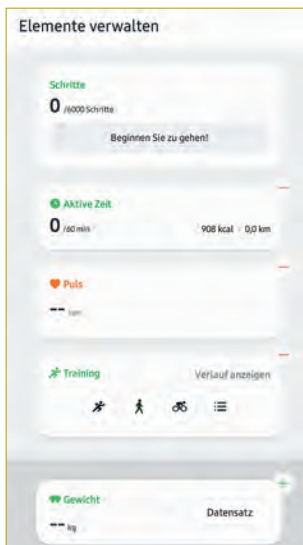 Elemente verwalten
Schritte
0 /6000 Schritte
Beginnen Sie zu gehen!
Aktive Zeit
0 /60 min 908 kcal · 0,0 km
Puls
--
Training Verlauf anzeigen
Gewicht
-- kg Datensatz